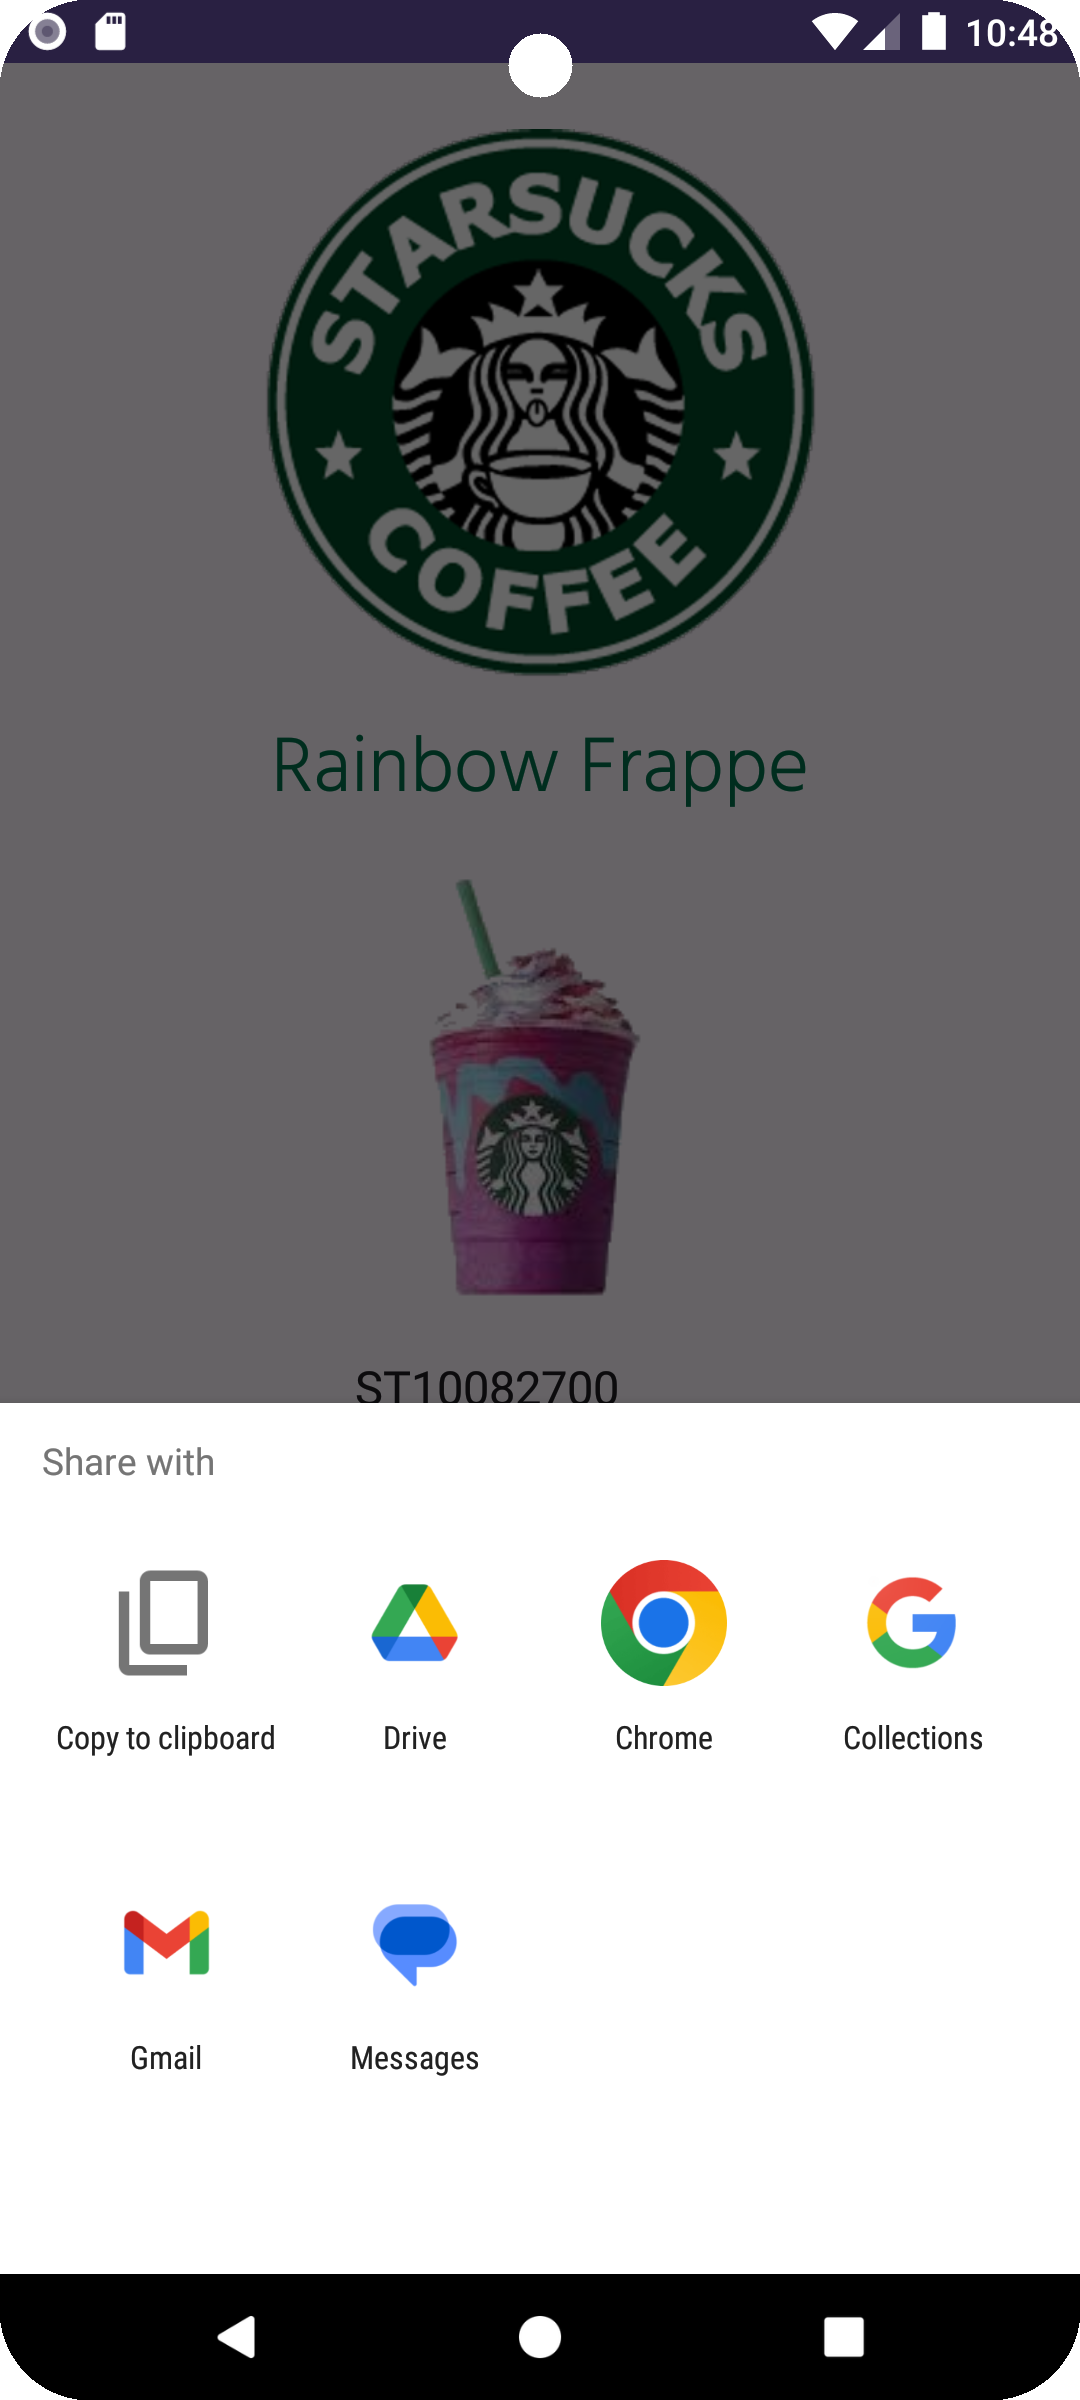 10:48
STARSUCKS
COFFEE
Rainbow Frappe
ST10082700
Share with
Copy to clipboard
Drive
Chrome
Collections
Gmail
Messages